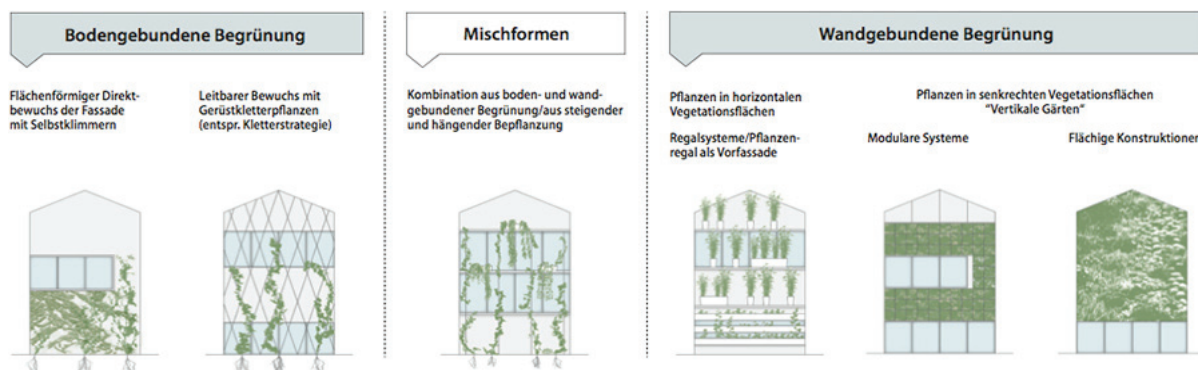 Bodengebundene Begrünung
Flächenförmiger Direkt-
bewuchs der Fassade
mit Selbstklimmern
Leitbarer Bewuchs mit
Gerüstkletterpflanzen
(entspr. Kletterstrategie)
Mischformen
Kombination aus boden- und wand-
gebundener Begrünung/aus steigender
und hängender Bepflanzung
Wandgebundene Begrünung
Pflanzen in horizontalen
Vegetationsflächen
Regalsysteme/Pflanzen-
regal als Vorfassade
Pflanzen in senkrechten Vegetationsflächen
"Vertikale Gärten"
Modulare Systeme
Flächige Konstruktionen